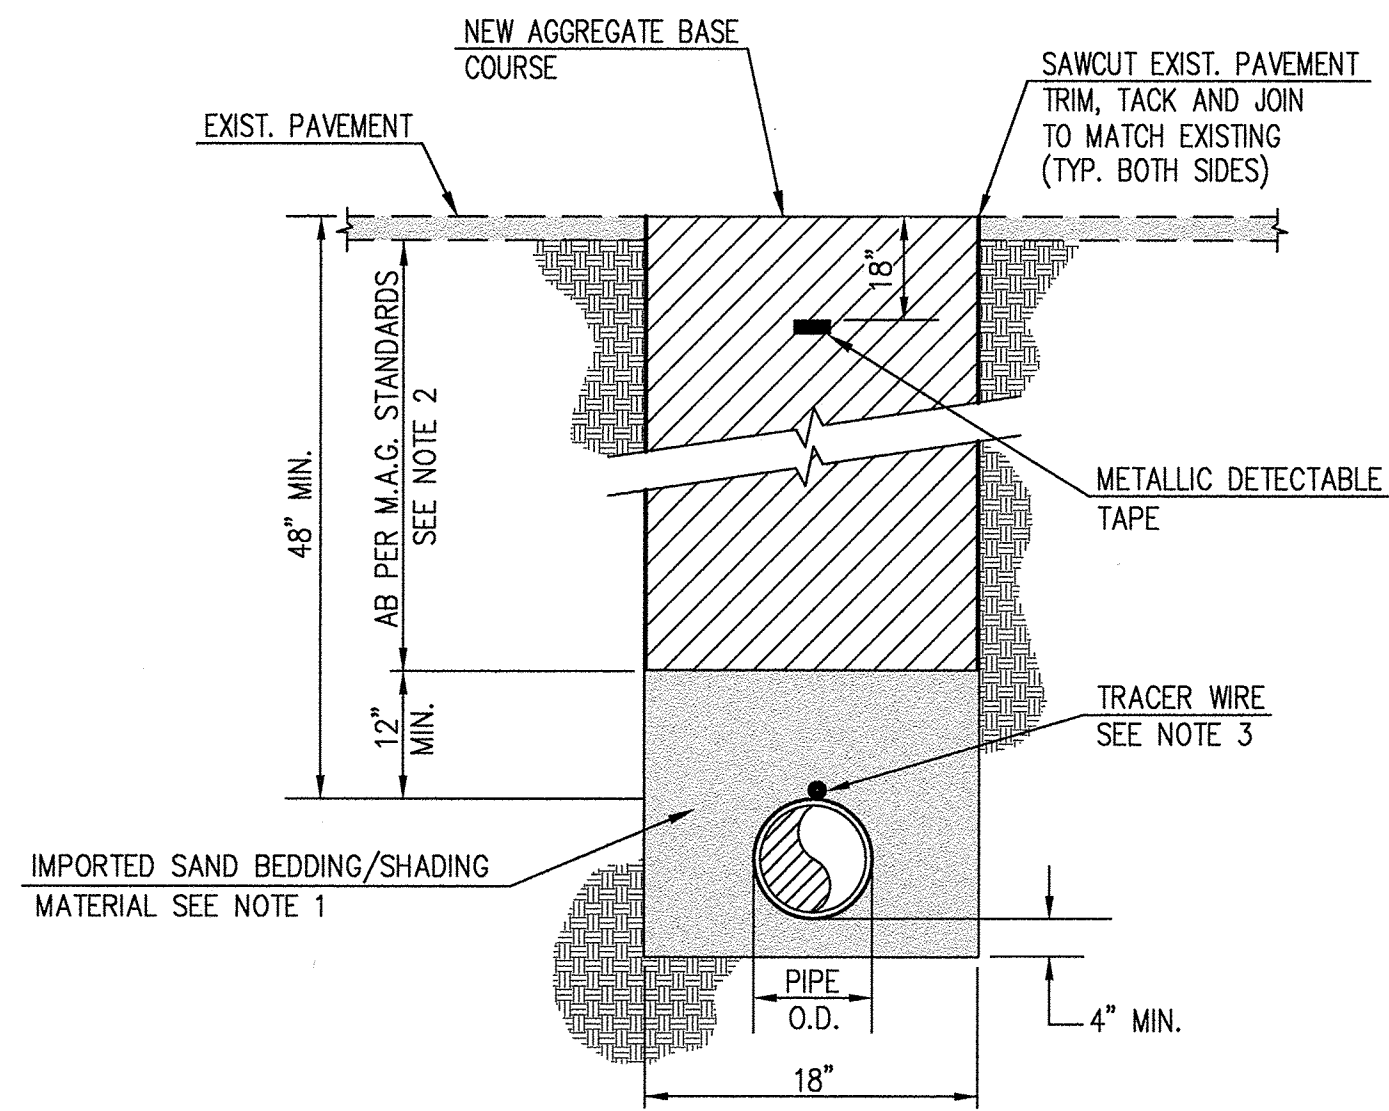 NEW AGGREGATE BASE
COURSE
SAWCUT EXIST. PAVEMENT
TRIM, TACK AND JOIN
TO MATCH EXISTING
(TYP. BOTH SIDES)
EXIST. PAVEMENT
18"
48" MIN.
AB PER M.A.G. STANDARDS
SEE NOTE 2
METALLIC DETECTABLE
TAPE
12"
MIN.
TRACER WIRE
SEE NOTE 3
IMPORTED SAND BEDDING/SHADING
MATERIAL SEE NOTE 1
PIPE
O.D.
4" MIN.
18"